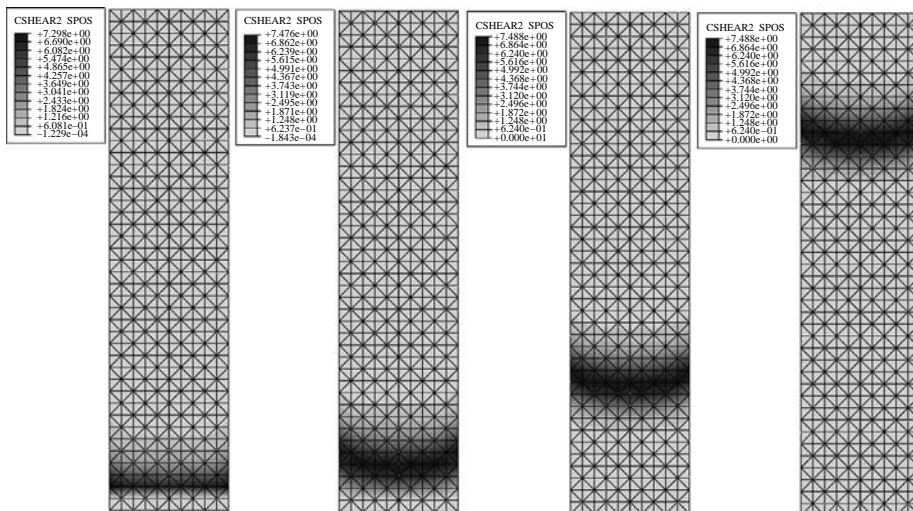 CSHEAR2 SPOS
+7.298e+00
+6.690e+00
+6.082e+00
+5.474e+00
+4.865e+00
+4.257e+00
+3.649e+00
+3.041e+00
+2.433e+00
+1.824e+00
+1.216e+00
+6.081e−01
−1.229e−04
CSHEAR2 SPOS
+7.476e+00
+6.862e+00
+6.239e+00
+5.615e+00
+4.991e+00
+4.367e+00
+3.743e+00
+3.119e+00
+2.495e+00
+1.871e+00
+1.248e+00
+6.237e−01
−1.843e−04
CSHEAR2 SPOS
+7.488e+00
+6.864e+00
+6.240e+00
+5.616e+00
+4.992e+00
+4.368e+00
+3.744e+00
+3.120e+00
+2.496e+00
+1.872e+00
+1.248e+00
+6.240e−01
+0.000e+01
CSHEAR2 SPOS
+7.488e+00
+6.864e+00
+6.240e+00
+5.616e+00
+4.992e+00
+4.368e+00
+3.744e+00
+3.120e+00
+2.496e+00
+1.872e+00
+1.248e+00
+6.240e−01
+0.000e+00